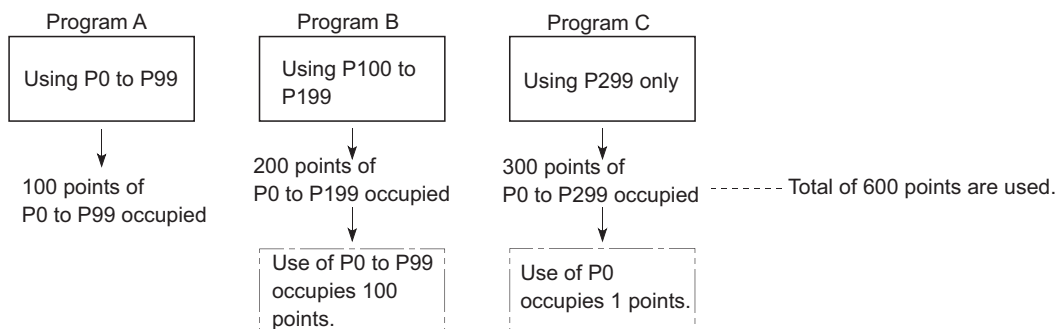 Program A
Using P0 to P99
100 points of
P0 to P99 occupied
Program B
Using P100 to
P199
200 points of
P0 to P199 occupied
Use of P0 to P99
occupies 100
points.
Program C
Using P299 only
300 points of
P0 to P299 occupied
Use of P0
occupies 1 points.
Total of 600 points are used.